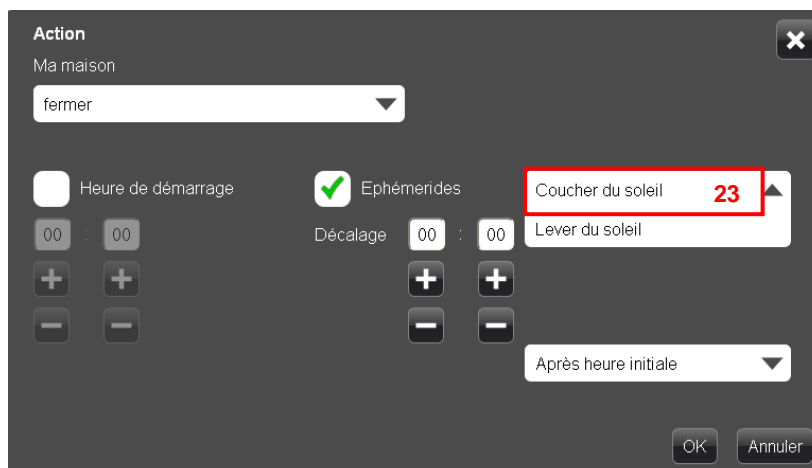 Action
Ma maison
fermer
Heure de démarrage
Ephémerides
Coucher du soleil 23
00 : 00
Décalage 00 : 00
Lever du soleil
Après heure initiale
OK
Annuler